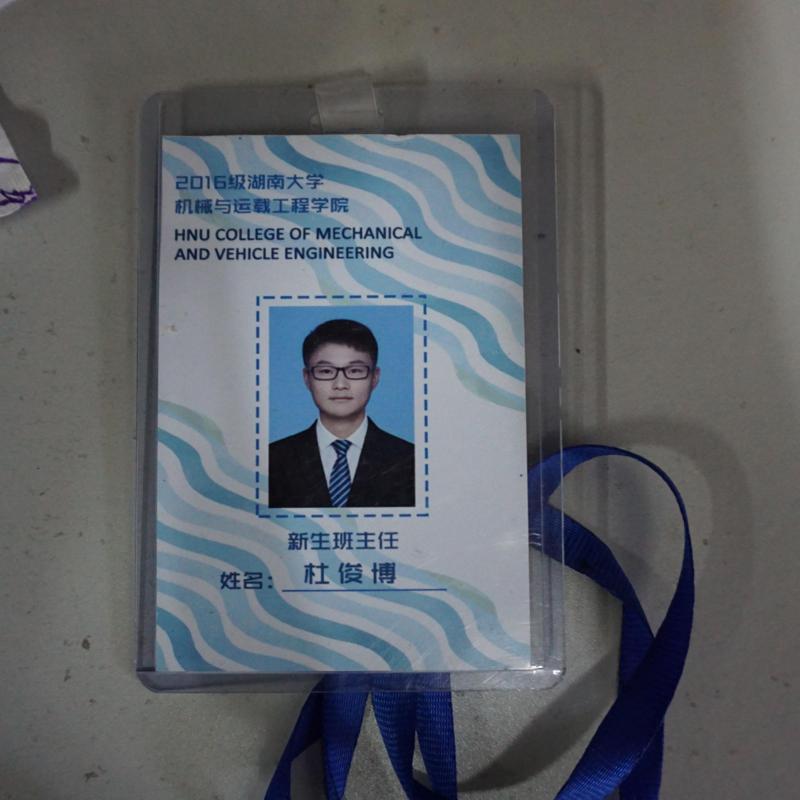 2016级湖南大学
机械与运载工程学院
HNU COLLEGE OF MECHANICAL
AND VEHICLE ENGINEERING
新生班主任
姓名：杜俊博